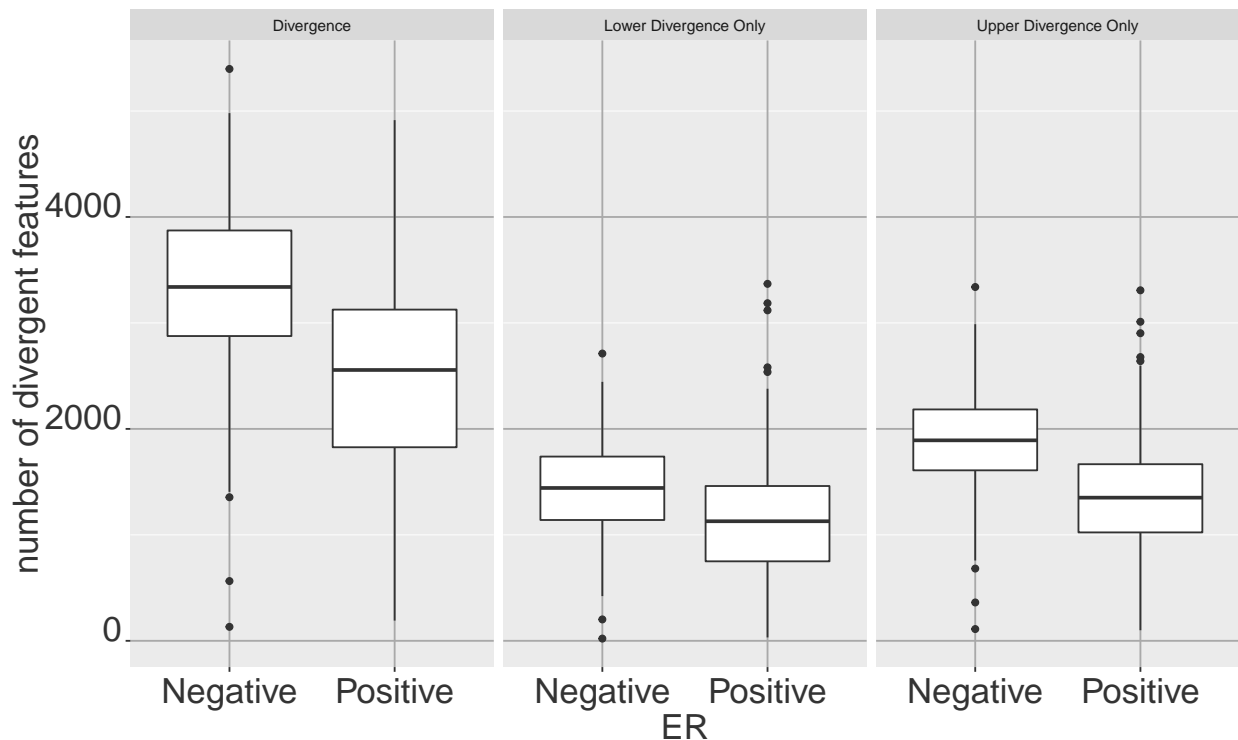 Divergence Lower Divergence Only Upper Divergence Only
number of divergent features
4000
2000
0
Negative Positive Negative Positive Negative Positive
ER